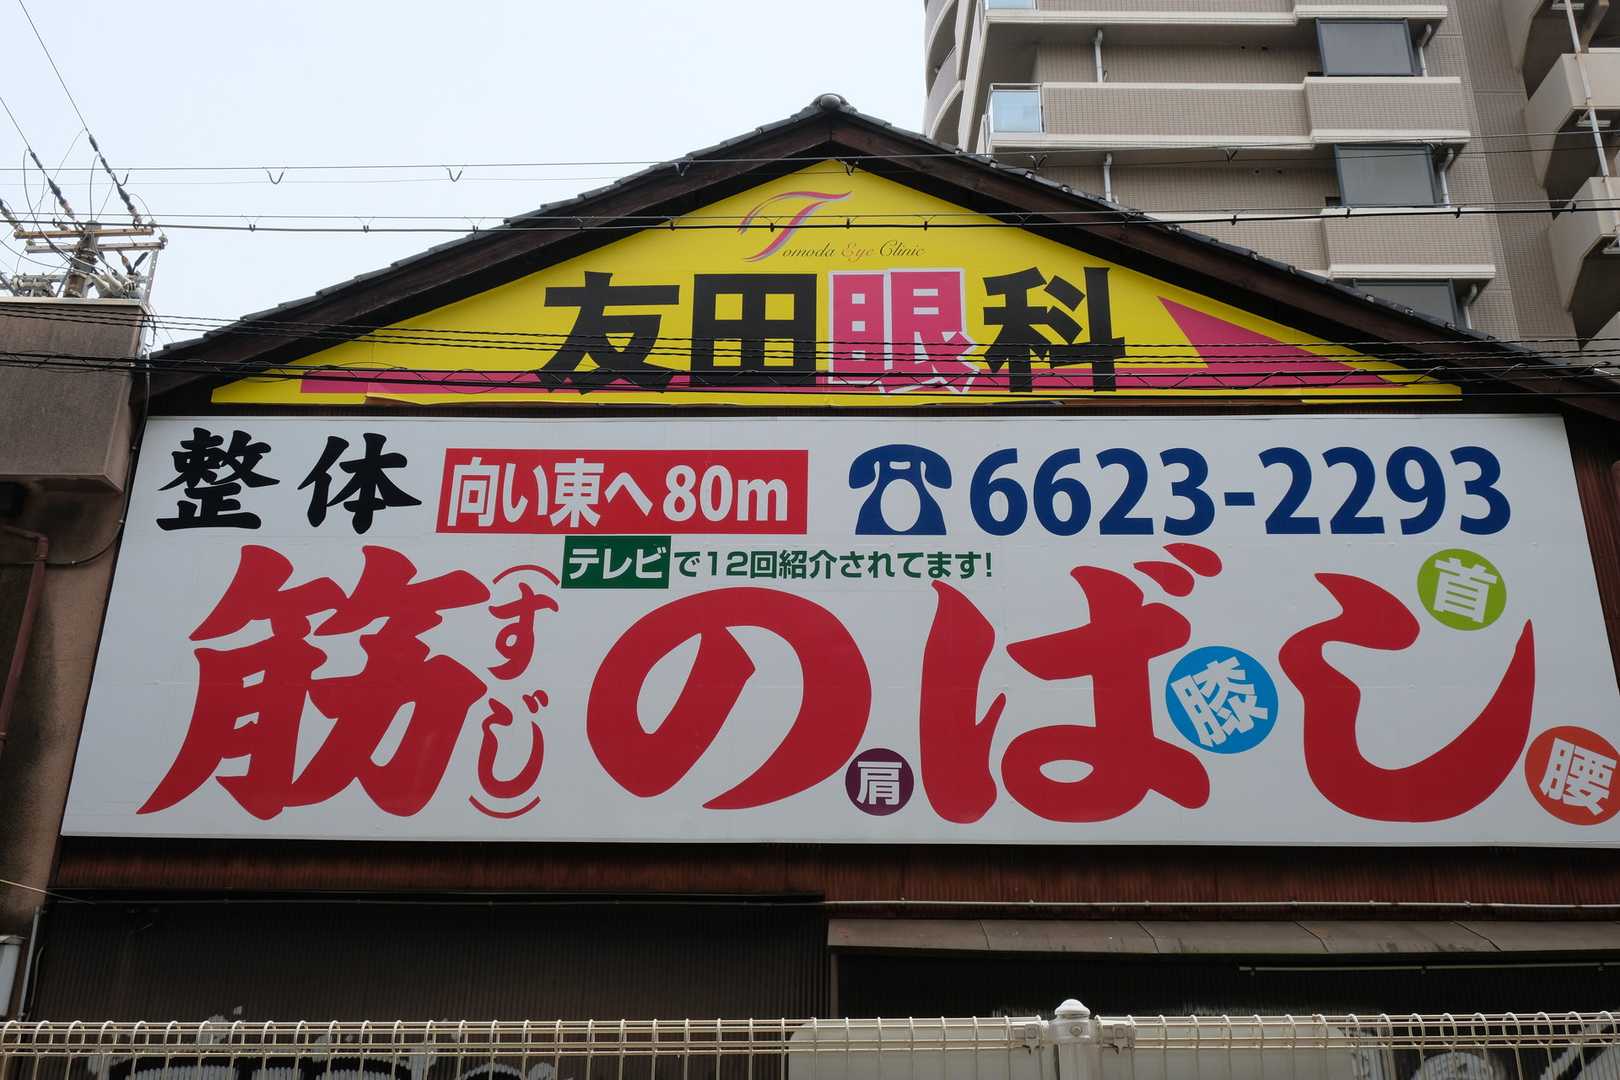 Tomoda Eye Clinic
友田眼科
整体 向い東へ80m 6623-2293
テレビで12回紹介されてます!
筋(すじ)のばし
首
膝
肩
腰